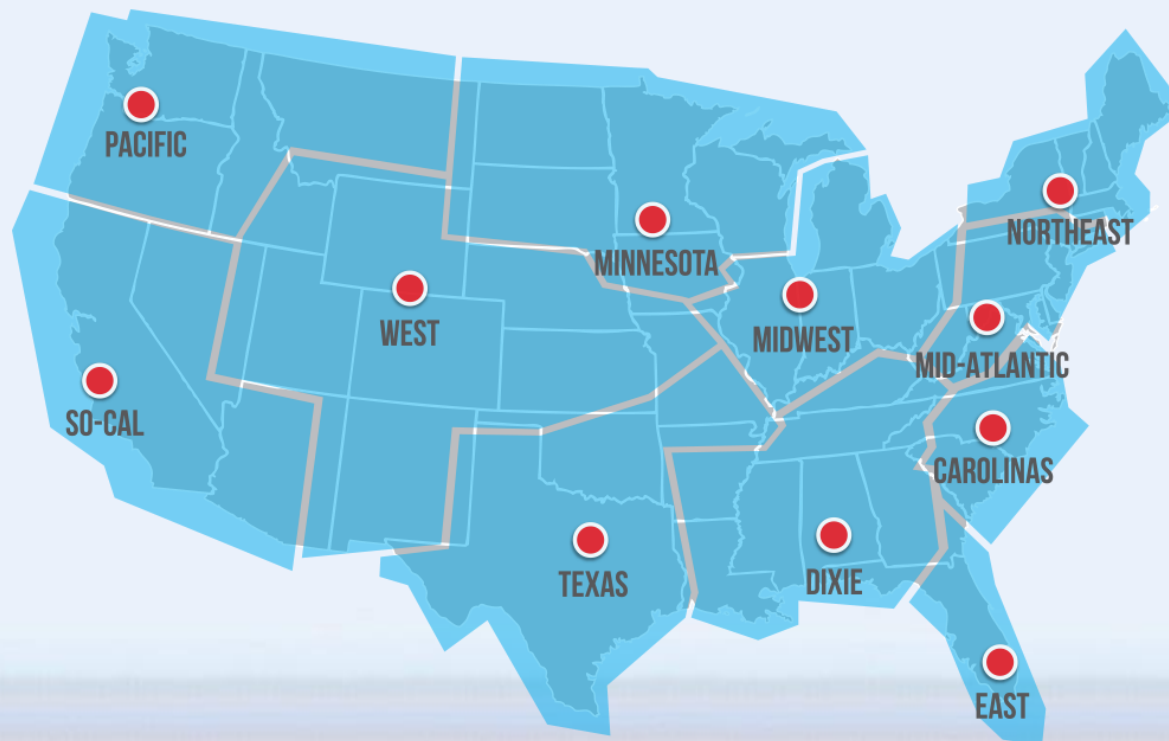 PACIFIC
NORTHEAST
MINNESOTA
WEST
MIDWEST
MID-ATLANTIC
SO-CAL
CAROLINAS
TEXAS
DIXIE
EAST